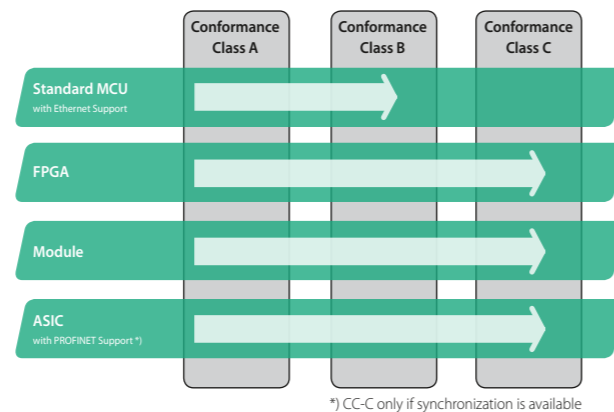 Conformance
Class A
Conformance
Class B
Conformance
Class C
Standard MCU
with Ethernet Support
FPGA
Module
ASIC
with PROFINET Support *)
*) CC-C only if synchronization is available